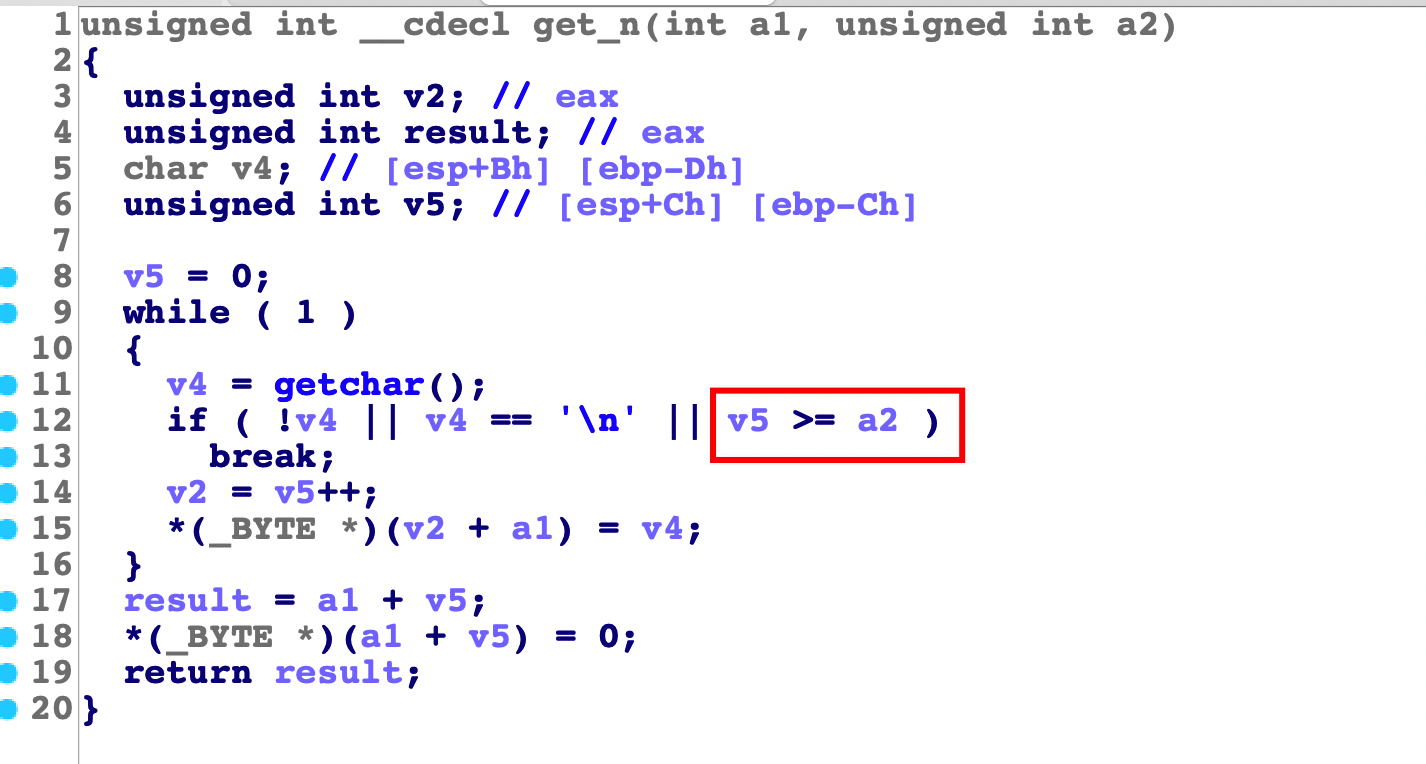 1 unsigned int __cdecl get_n(int a1, unsigned int a2)
2 {
3 unsigned int v2; // eax
4 unsigned int result; // eax
5 char v4; // [esp+Bh] [ebp-Dh]
6 unsigned int v5; // [esp+Ch] [ebp-Ch]
7
8 v5 = 0;
9 while ( 1 )
10 {
11 v4 = getchar();
12 if ( !v4 || v4 == '\n' || v5 >= a2 )
13 break;
14 v2 = v5++;
15 *(_BYTE *)(v2 + a1) = v4;
16 }
17 result = a1 + v5;
18 *(_BYTE *)(a1 + v5) = 0;
19 return result;
20 }